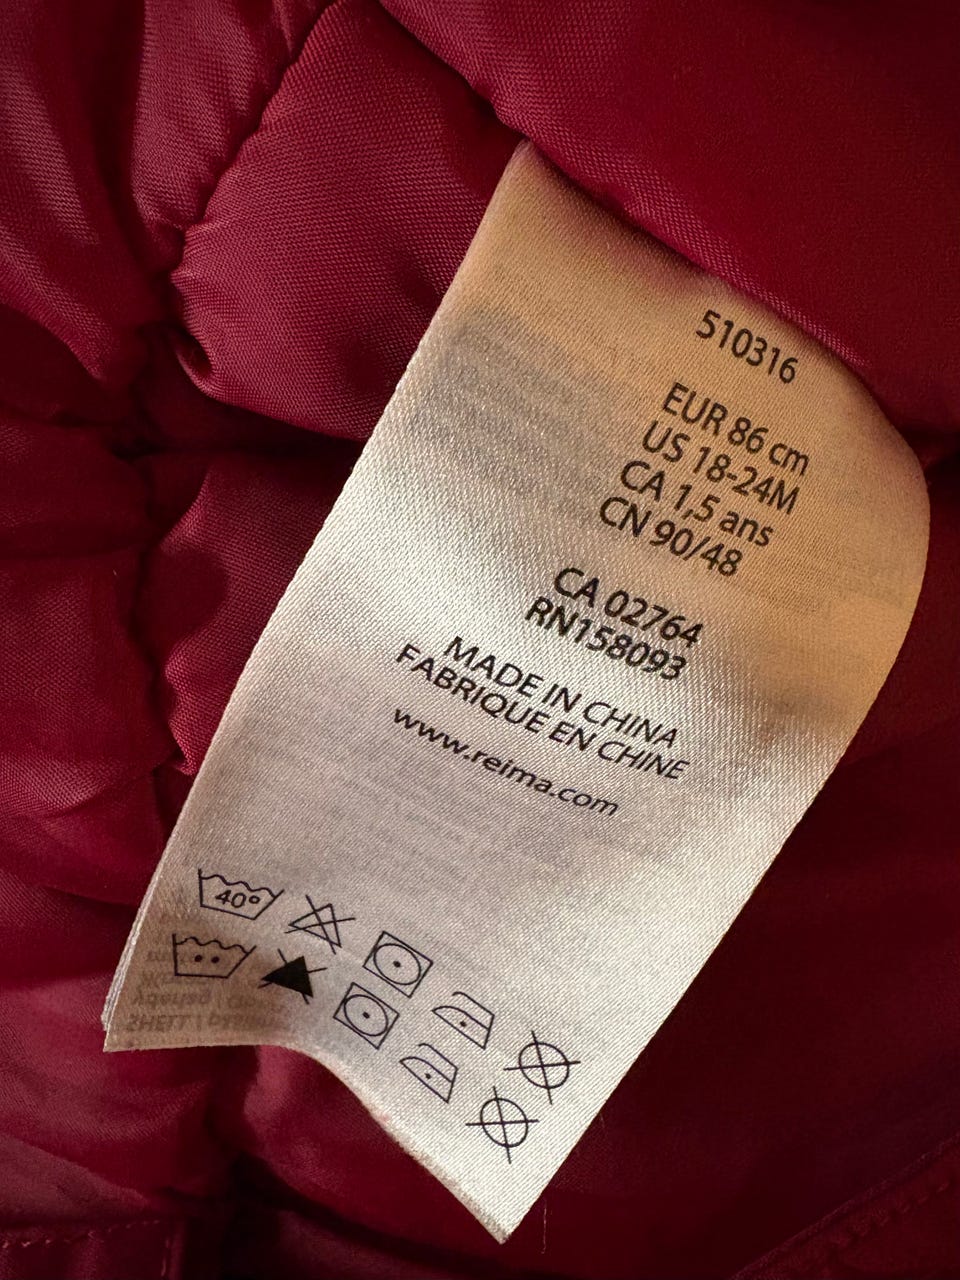 510316
EUR 86 cm
US 18-24M
CA 1,5 ans
CN 90/48
CA 02764
RN158093
MADE IN CHINA
FABRIQUE EN CHINE
www.reima.com
40°
SHELL |